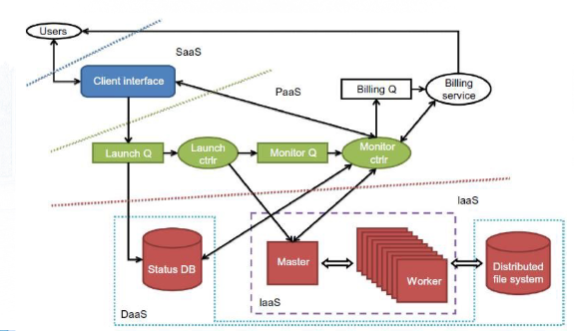 Users
SaaS
Client interface
PaaS
Billing Q
Billing
service
Launch Q
Launch
ctrlr
Monitor Q
Monitor
ctrlr
IaaS
Status DB
Master
Worker
Distributed
file system
IaaS
DaaS